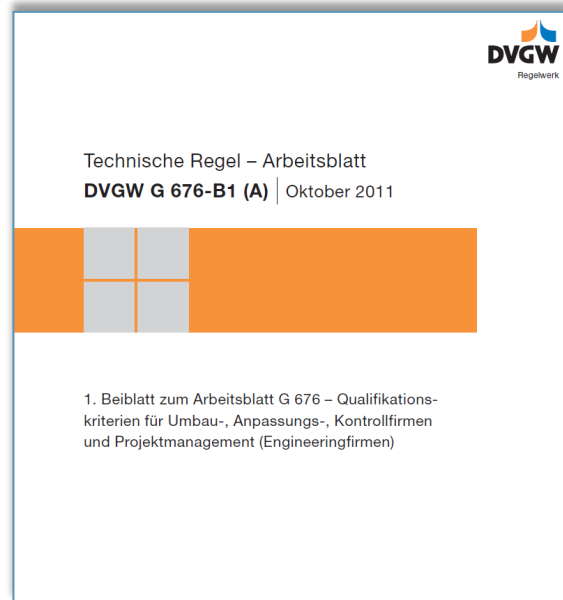 DVGW
Regelwerk
Technische Regel – Arbeitsblatt
DVGW G 676-B1 (A) | Oktober 2011
1. Beiblatt zum Arbeitsblatt G 676 – Qualifikations-
kriterien für Umbau-, Anpassungs-, Kontrollfirmen
und Projektmanagement (Engineeringfirmen)